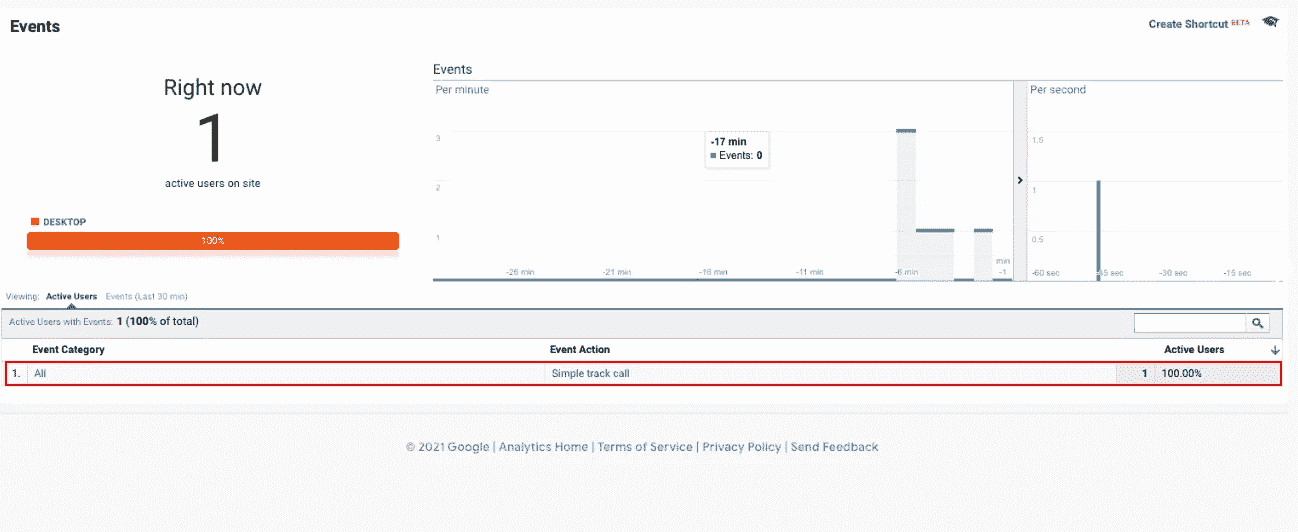 Events
Create Shortcut BETA
Right now
1
active users on site
DESKTOP
100%
Events
Per minute
Per second
3
2
1
-17 min
Events: 0
-26 min
-21 min
-16 min
-11 min
-6 min
min
-1
1.5
1
0.5
-60 sec
-45 sec
-30 sec
-15 sec
Viewing: Active Users Events (Last 30 min)
Active Users with Events: 1 (100% of total)
Event Category Event Action Active Users
1. All Simple track call 1 100.00%
© 2021 Google | Analytics Home | Terms of Service | Privacy Policy | Send Feedback